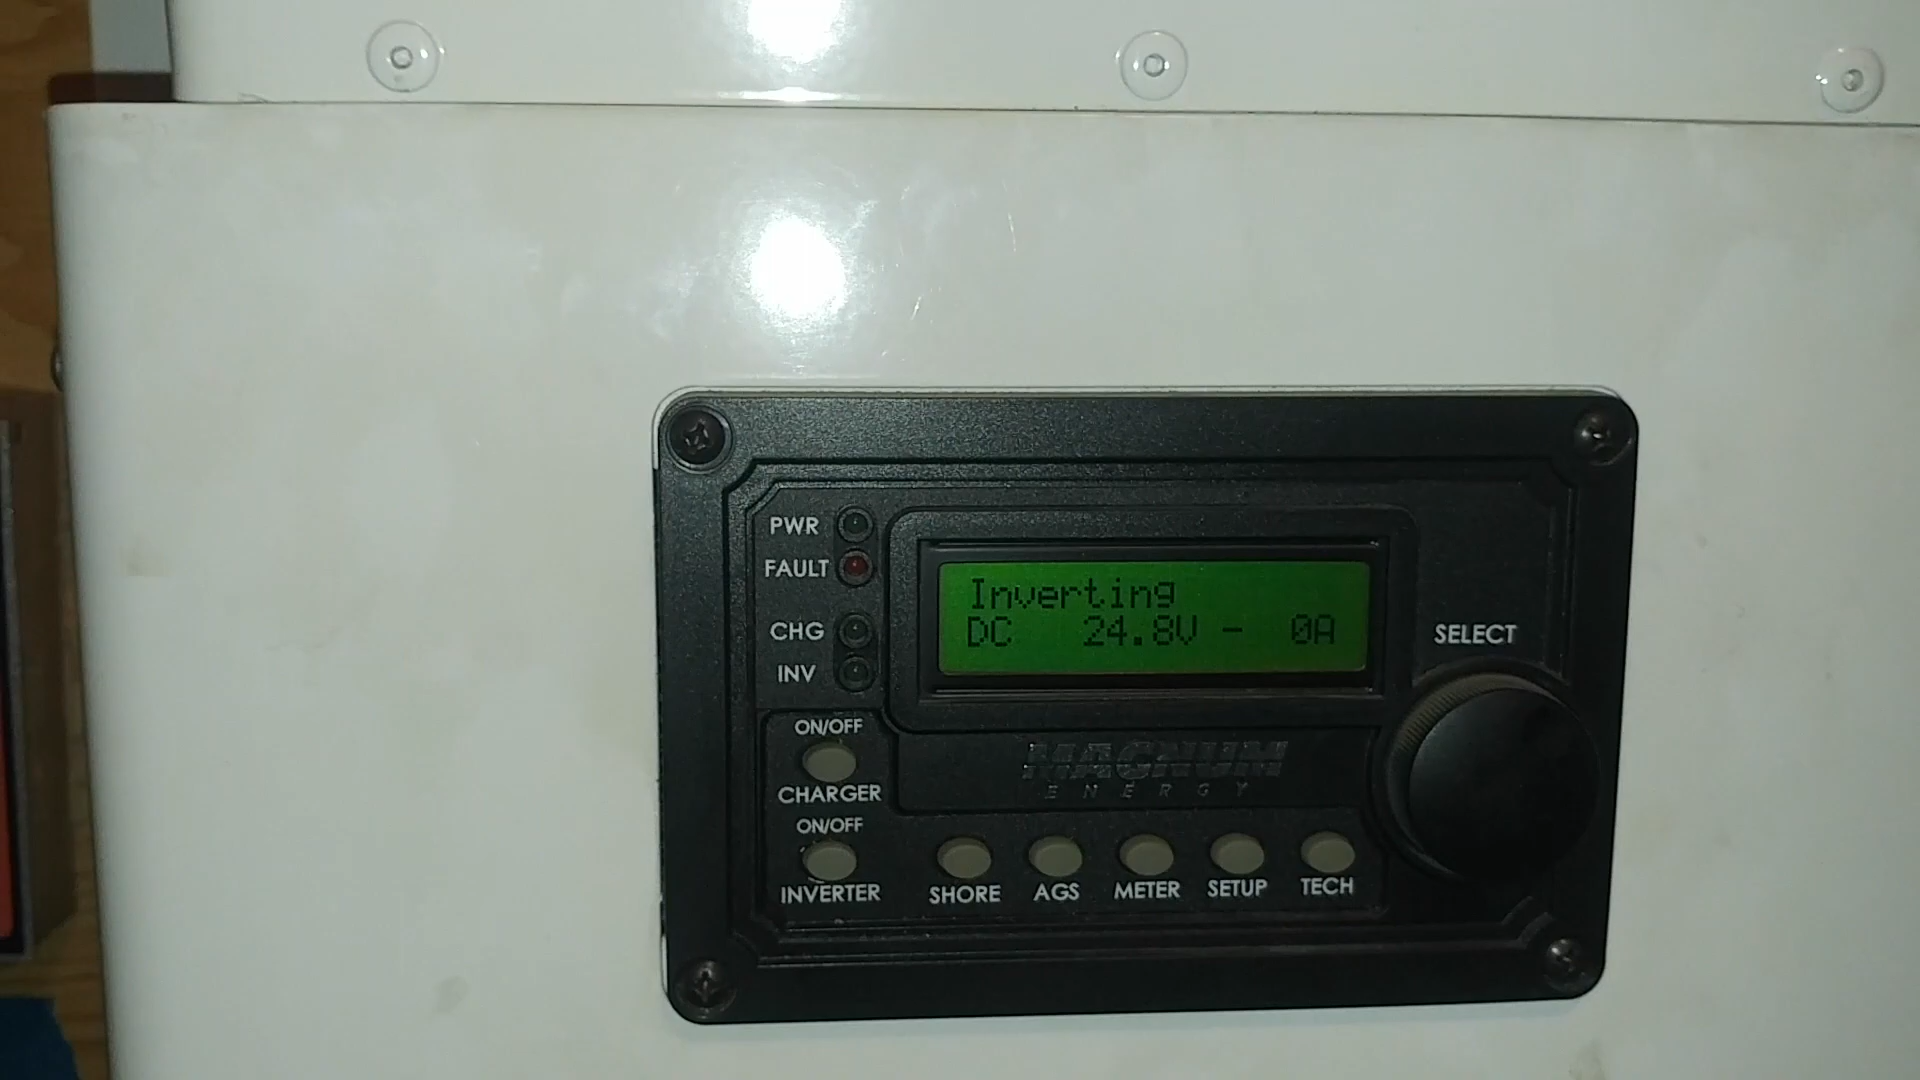 PWR
FAULT
CHG
INV
Inverting
DC 24.8V - 0A
SELECT
ON/OFF
CHARGER
ON/OFF
INVERTER
MAGNUM
ENERGY
SHORE AGS METER SETUP TECH